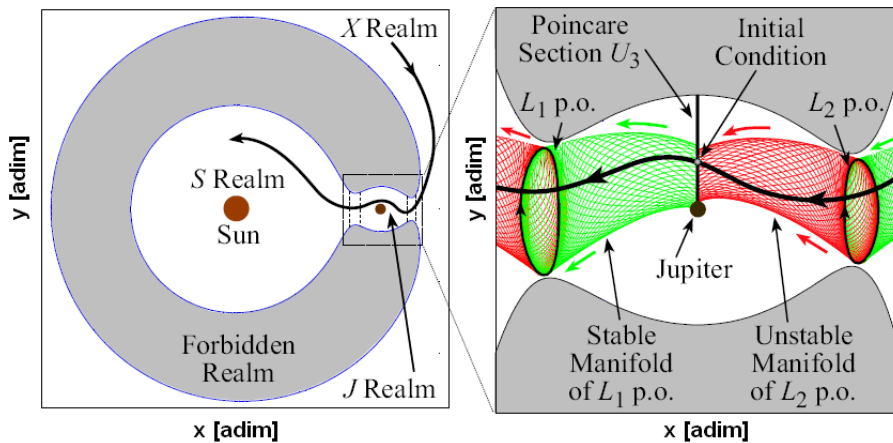 X Realm
S Realm
Sun
Forbidden
Realm
J Realm
y [adim]
x [adim]
Poincare
Section U₃
Initial
Condition
L₁ p.o.
L₂ p.o.
Jupiter
Stable
Manifold
of L₁ p.o.
Unstable
Manifold
of L₂ p.o.
y [adim]
x [adim]